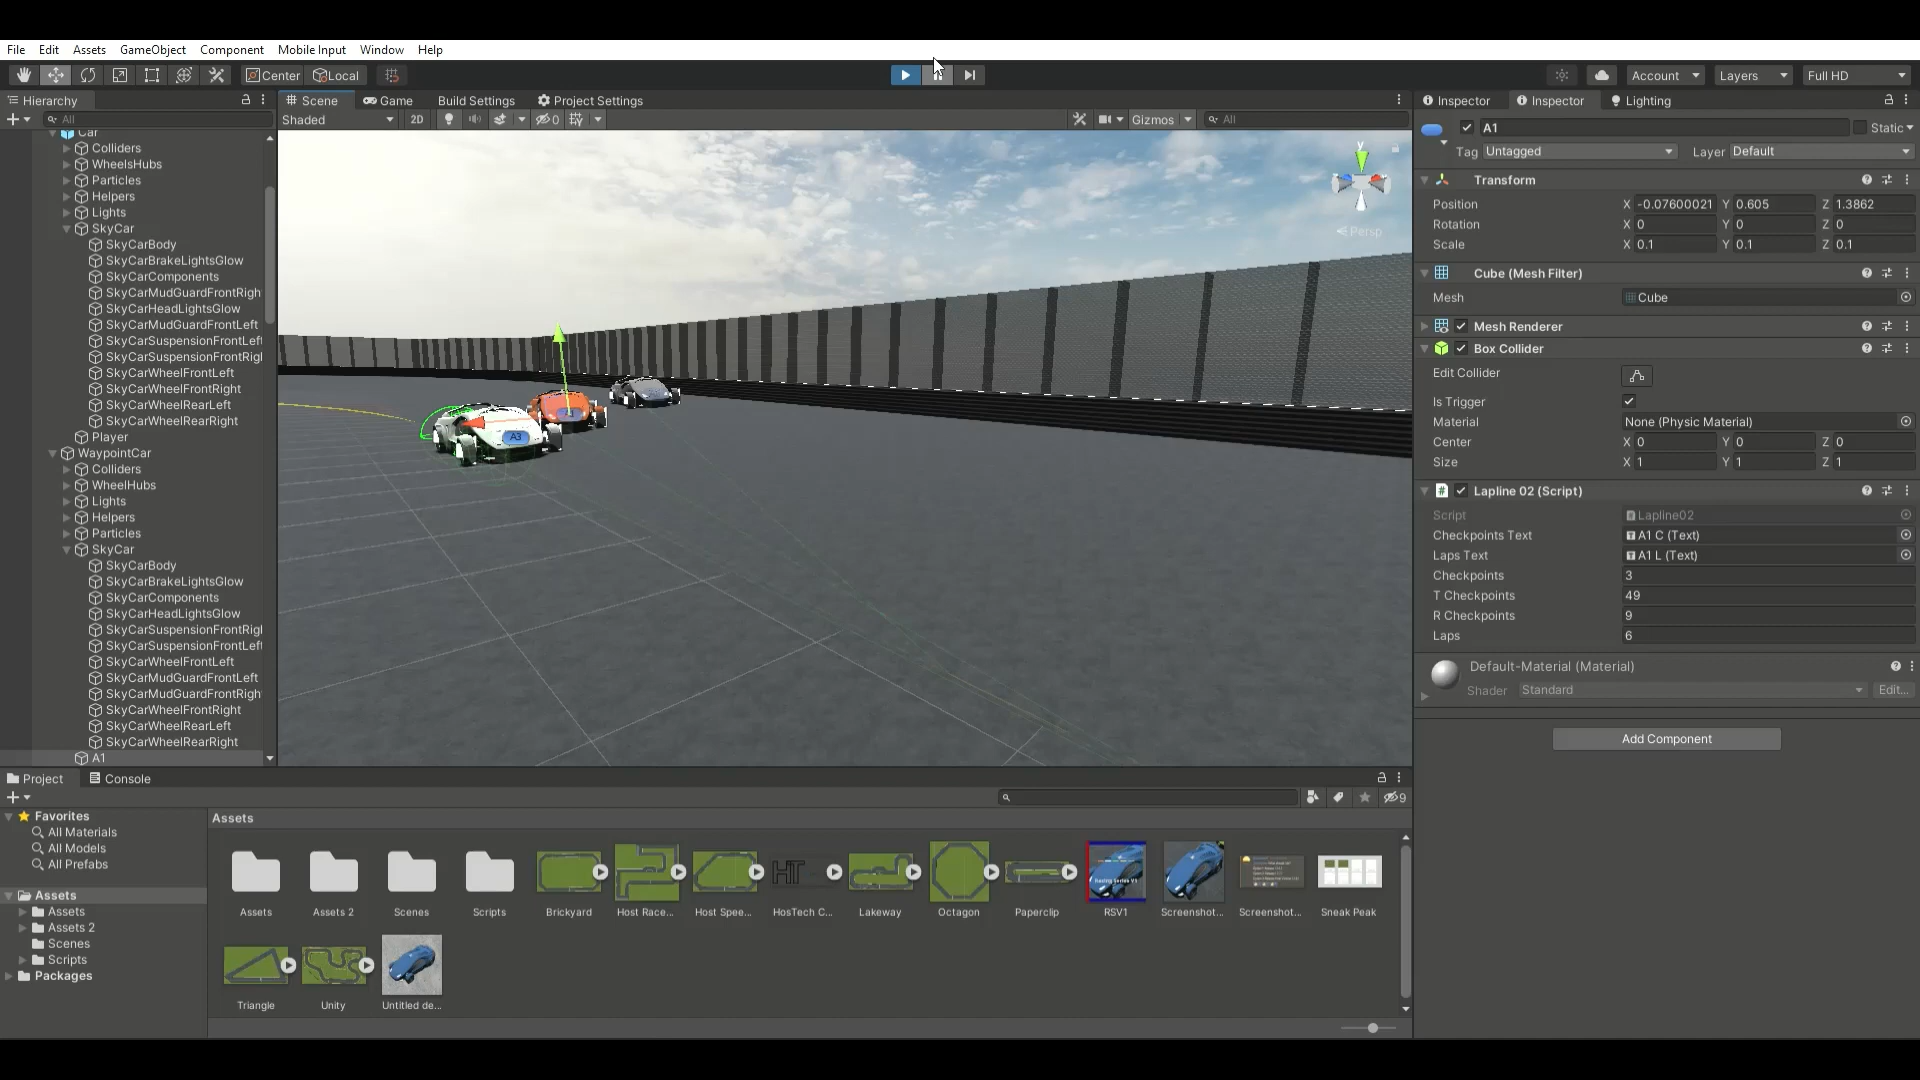 File Edit Assets GameObject Component Mobile Input Window Help
Center Local Account Layers Full HD
Hierarchy Scene Game Build Settings Project Settings Inspector Inspector Lighting
All Shaded 2D 0 Gizmos All
Car
Colliders
WheelsHubs
Particles
Helpers
Lights
SkyCar
SkyCarBody
SkyCarBrakeLightsGlow
SkyCarComponents
SkyCarMudGuardFrontRigh
SkyCarHeadLightsGlow
SkyCarMudGuardFrontLeft
SkyCarSuspensionFrontLef
SkyCarSuspensionFrontRigh
SkyCarWheelFrontLeft
SkyCarWheelFrontRight
SkyCarWheelRearLeft
SkyCarWheelRearRight
Player
WaypointCar
Colliders
WheelHubs
Lights
Helpers
Particles
SkyCar
SkyCarBody
SkyCarBrakeLightsGlow
SkyCarComponents
SkyCarHeadLightsGlow
SkyCarSuspensionFrontRigh
SkyCarSuspensionFrontLef
SkyCarWheelFrontLeft
SkyCarMudGuardFrontLeft
SkyCarMudGuardFrontRigh
SkyCarWheelFrontRight
SkyCarWheelRearLeft
SkyCarWheelRearRight
A1
y
Persp
A3
A1 Static
Tag Untagged Layer Default
Transform
Position X -0.07600021 Y 0.605 Z 1.3862
Rotation X 0 Y 0 Z 0
Scale X 0.1 Y 0.1 Z 0.1
Cube (Mesh Filter)
Mesh Cube
Mesh Renderer
Box Collider
Edit Collider
Is Trigger
Material None (Physic Material)
Center X 0 Y 0 Z 0
Size X 1 Y 1 Z 1
Lapline 02 (Script)
Script Lapline02
Checkpoints Text A1 C (Text)
Laps Text A1 L (Text)
Checkpoints 3
T Checkpoints 49
R Checkpoints 9
Laps 6
Default-Material (Material)
Shader Standard Edit...
Add Component
Project Console
9
Favorites
All Materials
All Models
All Prefabs
Assets
Assets
Assets 2
Scenes
Scripts
Packages
Assets
Assets Assets 2 Scenes Scripts Brickyard Host Race... Host Spee... HosTech C... Lakeway Octagon Paperclip RSV1 Screenshot... Screenshot... Sneak Peak
Triangle Unity Untitled de...